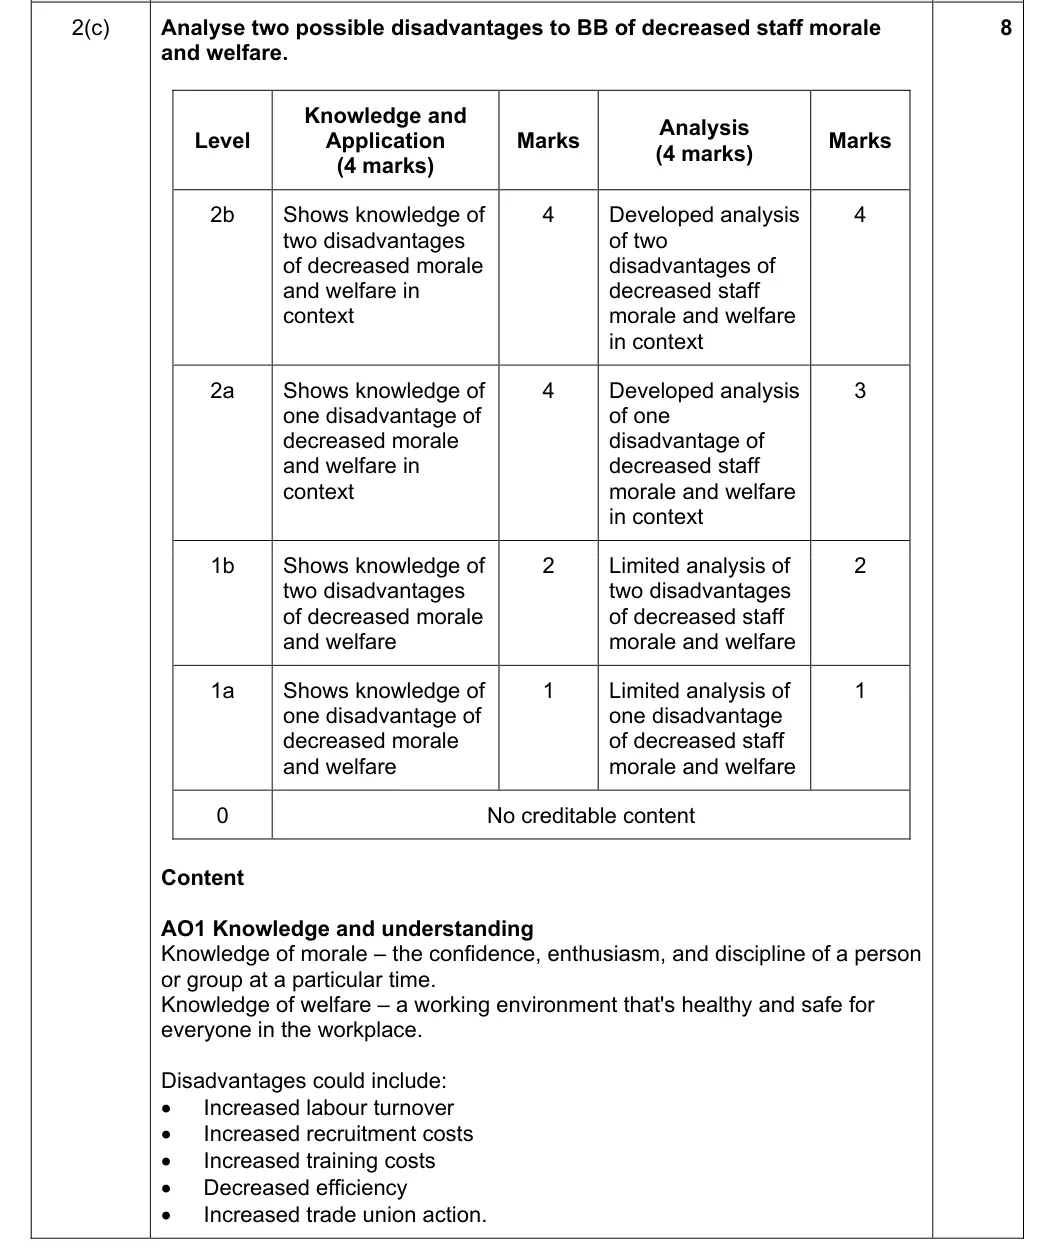 2(c)
Analyse two possible disadvantages to BB of decreased staff morale
and welfare.
8
Level
Knowledge and
Application
(4 marks)
Marks
Analysis
(4 marks)
Marks
2b
Shows knowledge of
two disadvantages
of decreased morale
and welfare in
context
4
Developed analysis
of two
disadvantages of
decreased staff
morale and welfare
in context
4
2a
Shows knowledge of
one disadvantage of
decreased morale
and welfare in
context
4
Developed analysis
of one
disadvantage of
decreased staff
morale and welfare
in context
3
1b
Shows knowledge of
two disadvantages
of decreased morale
and welfare
2
Limited analysis of
two disadvantages
of decreased staff
morale and welfare
2
1a
Shows knowledge of
one disadvantage of
decreased morale
and welfare
1
Limited analysis of
one disadvantage
of decreased staff
morale and welfare
1
0
No creditable content
Content
AO1 Knowledge and understanding
Knowledge of morale – the confidence, enthusiasm, and discipline of a person
or group at a particular time.
Knowledge of welfare – a working environment that's healthy and safe for
everyone in the workplace.
Disadvantages could include:
• Increased labour turnover
• Increased recruitment costs
• Increased training costs
• Decreased efficiency
• Increased trade union action.